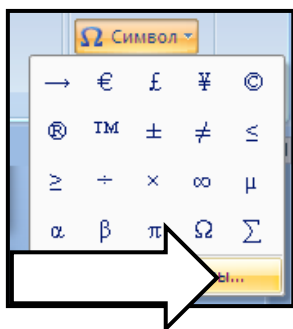 Ω Символ
→ € £ ¥ ©
® ™ ± ≠ ≤
≥ ÷ × ∞ µ
α β π Ω Σ